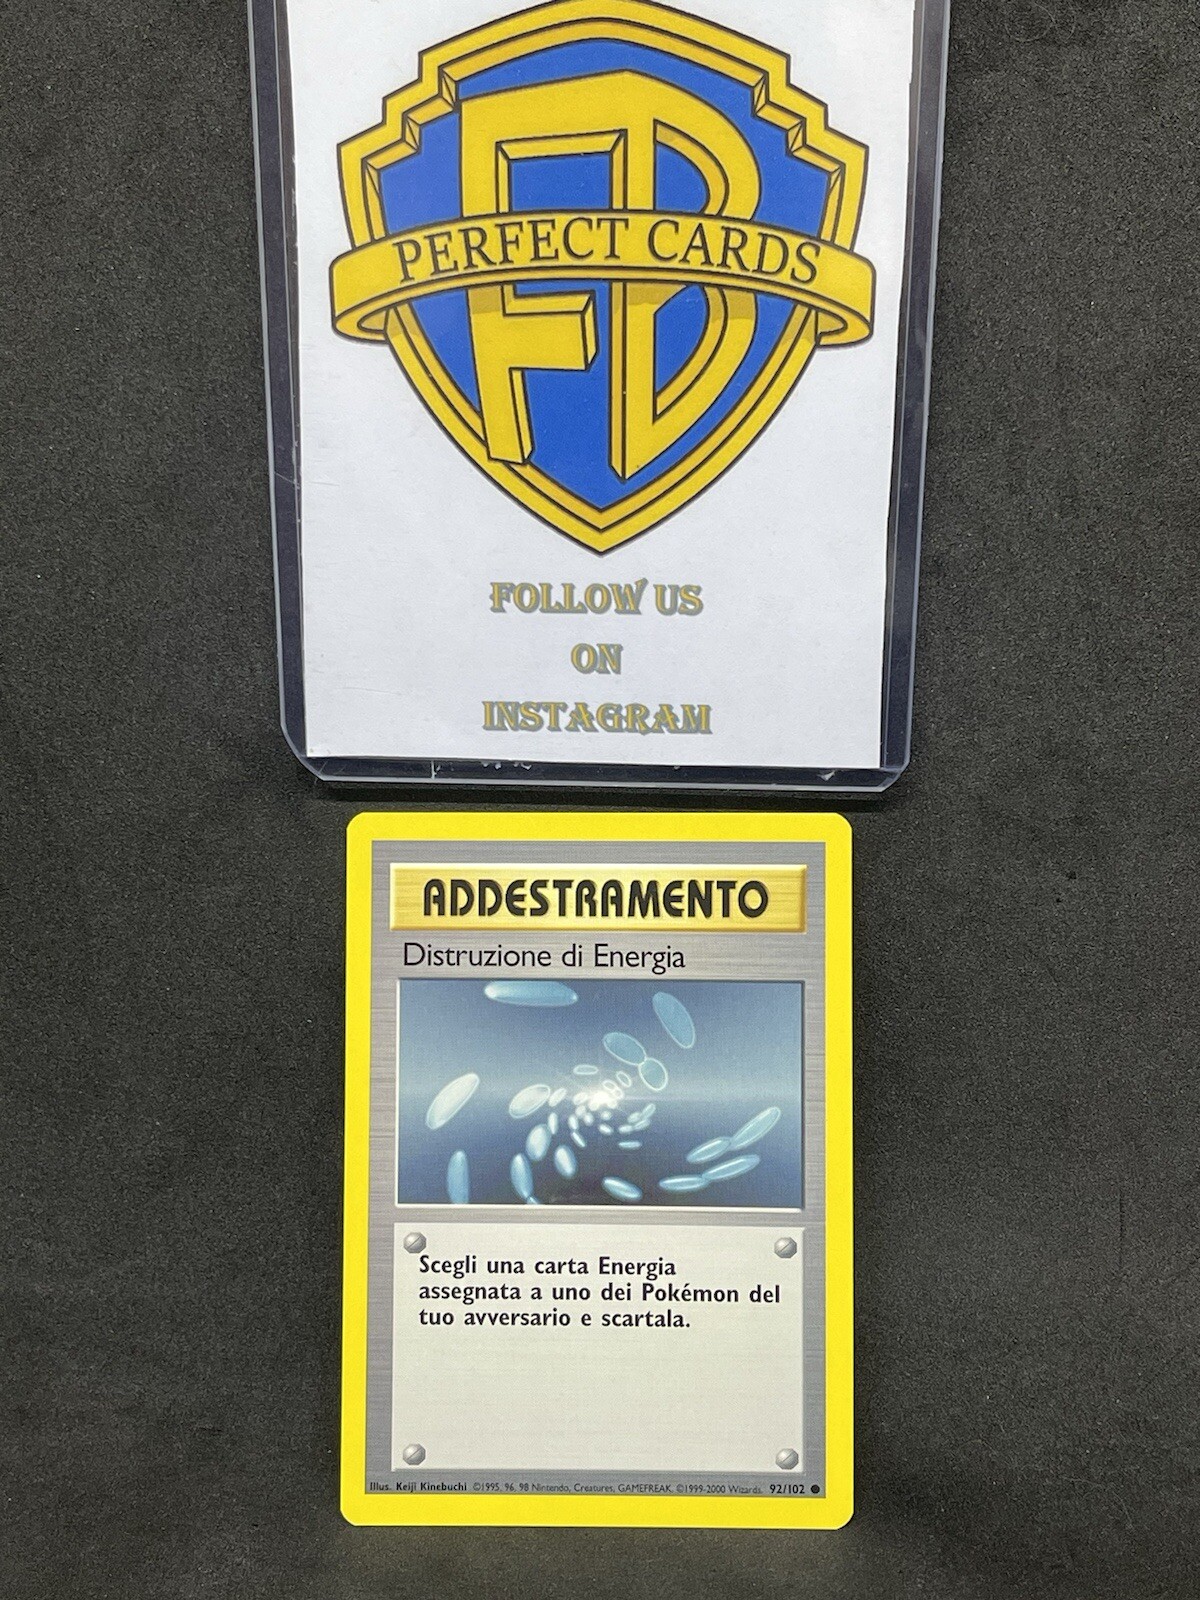 FB
PERFECT CARDS
FOLLOW US
ON
INSTAGRAM
ADDESTRAMENTO
Distruzione di Energia
Scegli una carta Energia
assegnata a uno dei Pokémon del
tuo avversario e scartala.
Illus. Keiji Kinebuchi ©1995, 96, 98 Nintendo, Creatures, GAMEFREAK. ©1999-2000 Wizards. 92/102 ●